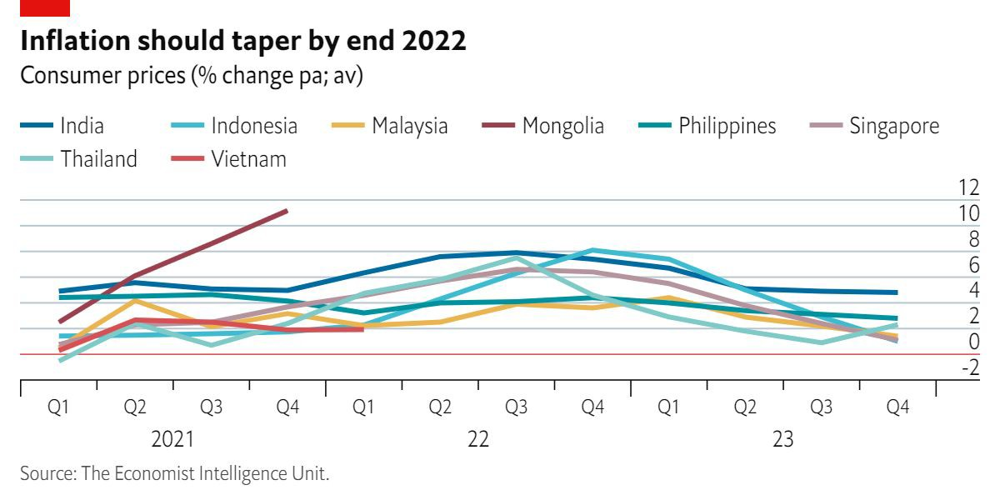 Inflation should taper by end 2022
Consumer prices (% change pa; av)
India Indonesia Malaysia Mongolia Philippines Singapore
Thailand Vietnam
12
10
8
6
4
2
0
-2
Q1 Q2 Q3 Q4 Q1 Q2 Q3 Q4 Q1 Q2 Q3 Q4
2021 22 23
Source: The Economist Intelligence Unit.